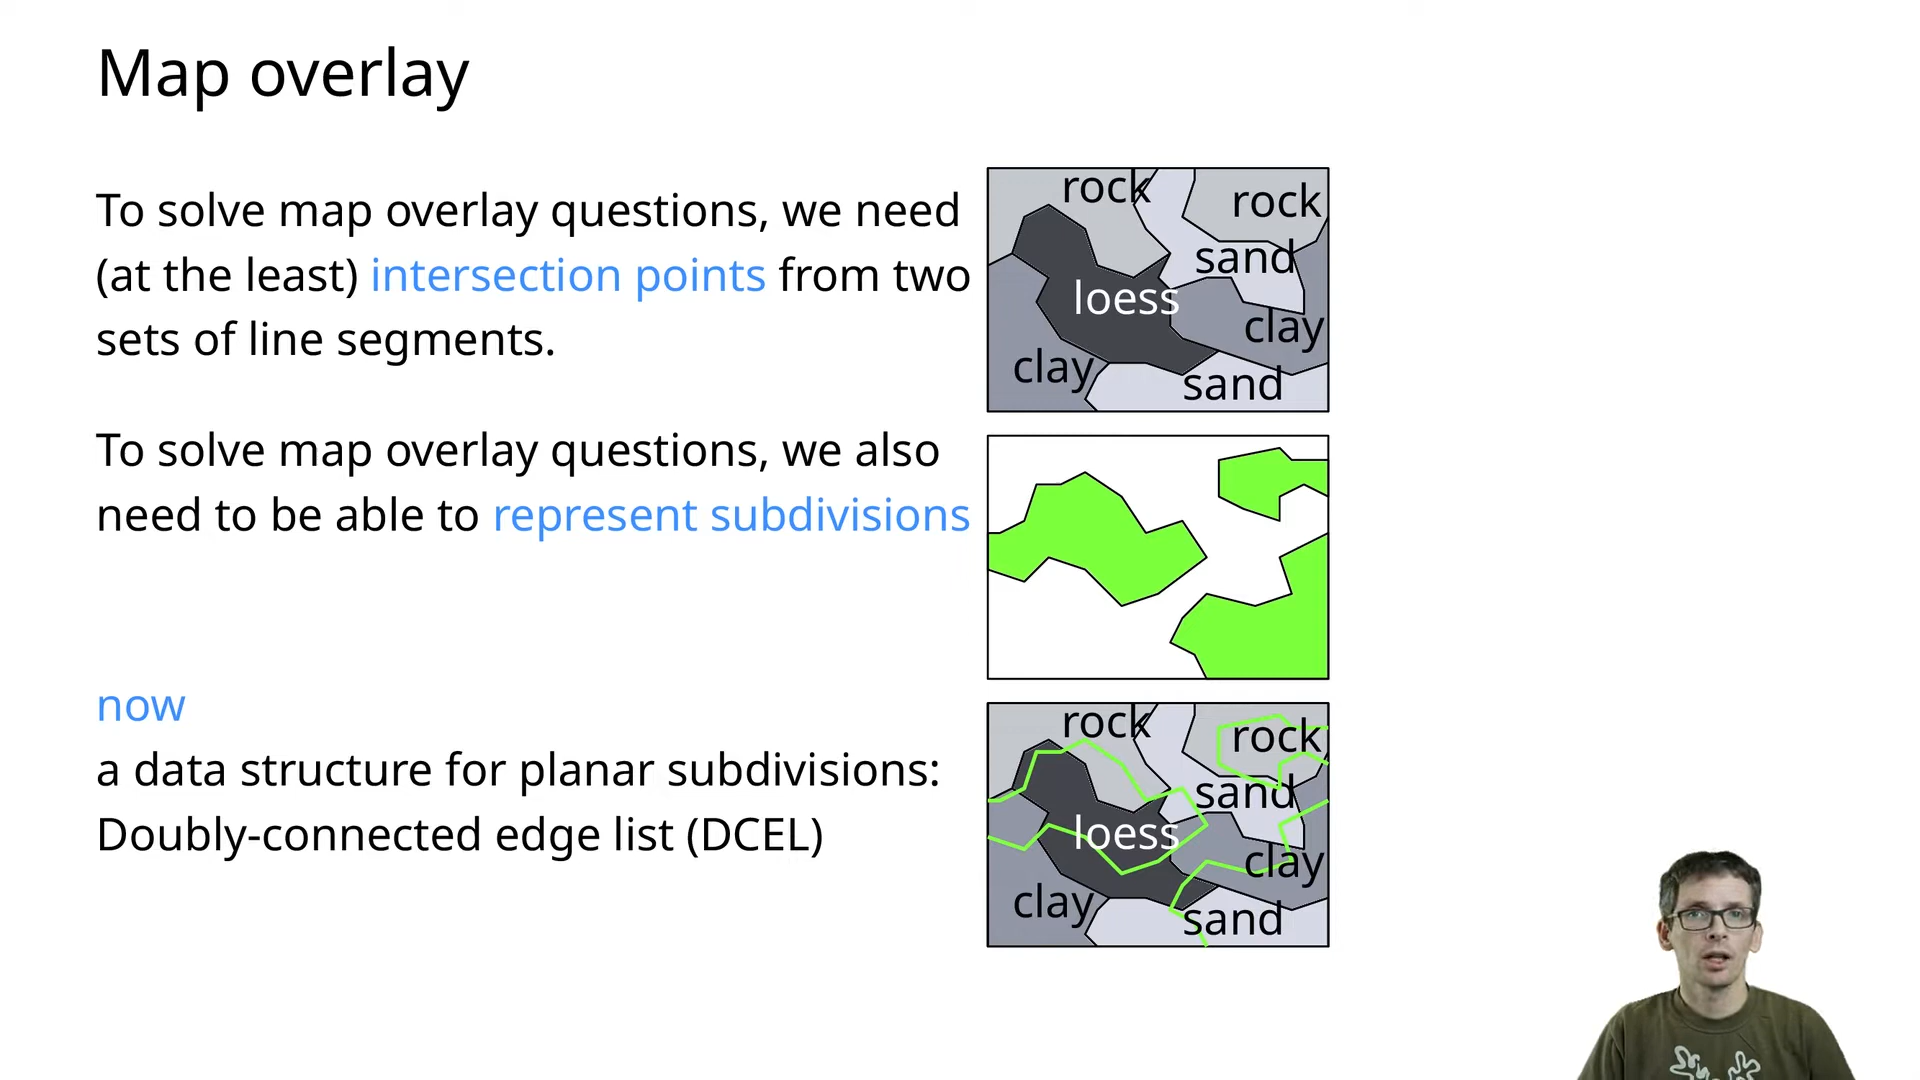 Map overlay
To solve map overlay questions, we need
(at the least) intersection points from two
sets of line segments.
To solve map overlay questions, we also
need to be able to represent subdivisions
now
a data structure for planar subdivisions:
Doubly-connected edge list (DCEL)
rock
rock
sand
loess
clay
clay
sand
rock
rock
sand
loess
clay
clay
sand